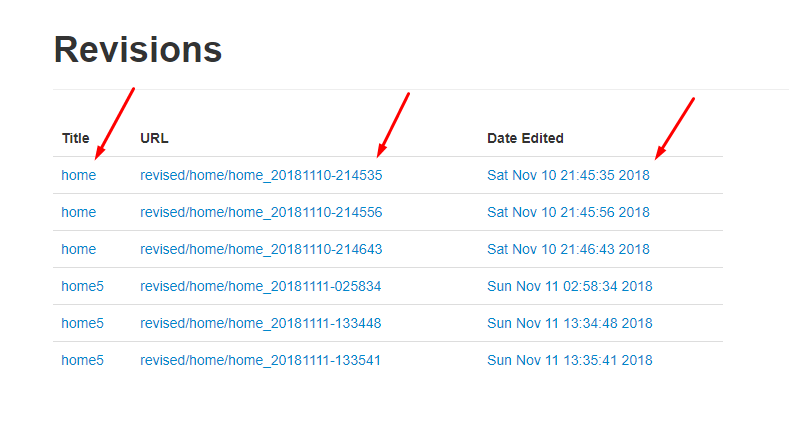 Revisions
Title URL Date Edited
home revised/home/home_20181110-214535 Sat Nov 10 21:45:35 2018
home revised/home/home_20181110-214556 Sat Nov 10 21:45:56 2018
home revised/home/home_20181110-214643 Sat Nov 10 21:46:43 2018
home5 revised/home/home_20181111-025834 Sun Nov 11 02:58:34 2018
home5 revised/home/home_20181111-133448 Sun Nov 11 13:34:48 2018
home5 revised/home/home_20181111-133541 Sun Nov 11 13:35:41 2018